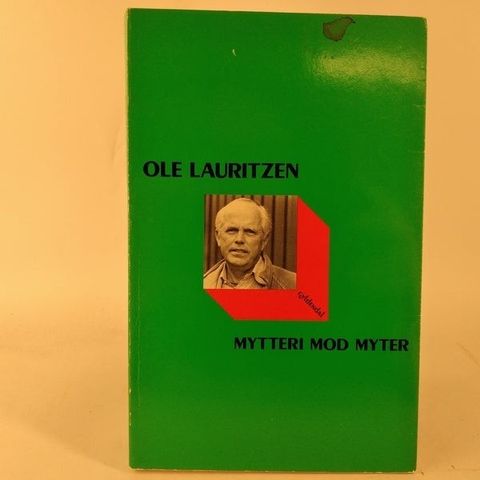 OLE LAURITZEN
Gyldendal
MYTTERI MOD MYTER